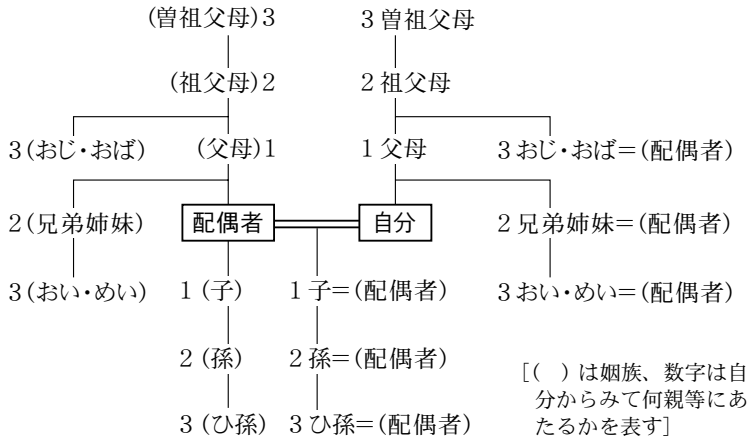 (曽祖父母)3 3曽祖父母
(祖父母)2 2祖父母
3(おじ・おば) (父母)1 1父母 3おじ・おば=(配偶者)
2(兄弟姉妹) 配偶者 自分 2兄弟姉妹=(配偶者)
3(おい・めい) 1(子) 1子=(配偶者) 3おい・めい=(配偶者)
2(孫) 2孫=(配偶者)
3(ひ孫) 3ひ孫=(配偶者)
[( )は姻族、数字は自
分からみて何親等にあ
たるかを表す]